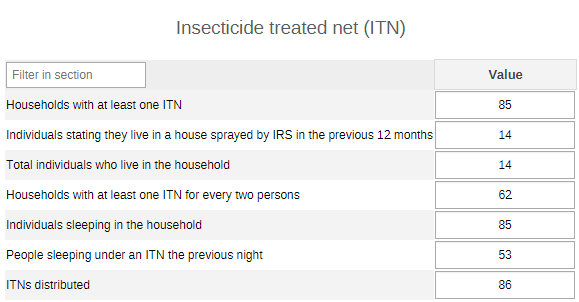 Insecticide treated net (ITN)
Filter in section Value
Households with at least one ITN 85
Individuals stating they live in a house sprayed by IRS in the previous 12 months 14
Total individuals who live in the household 14
Households with at least one ITN for every two persons 62
Individuals sleeping in the household 85
People sleeping under an ITN the previous night 53
ITNs distributed 86